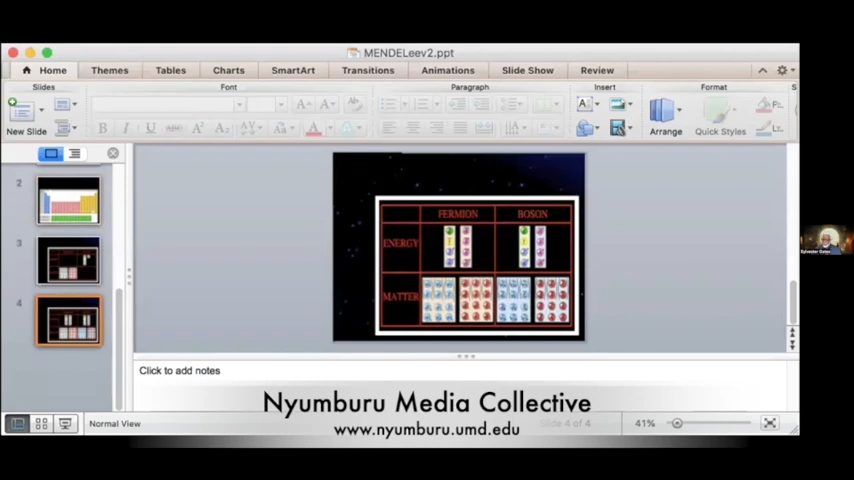 MENDELeev2.ppt
Home Themes Tables Charts SmartArt Transitions Animations Slide Show Review
Slides Font Paragraph Insert Format
New Slide Arrange Quick Styles
2
3
4
FERMION BOSON
ENERGY
MATTER
Click to add notes
Nyumburu Media Collective
www.nyumburu.umd.edu
Normal View Slide 4 of 4 41%
Sylvester Gates